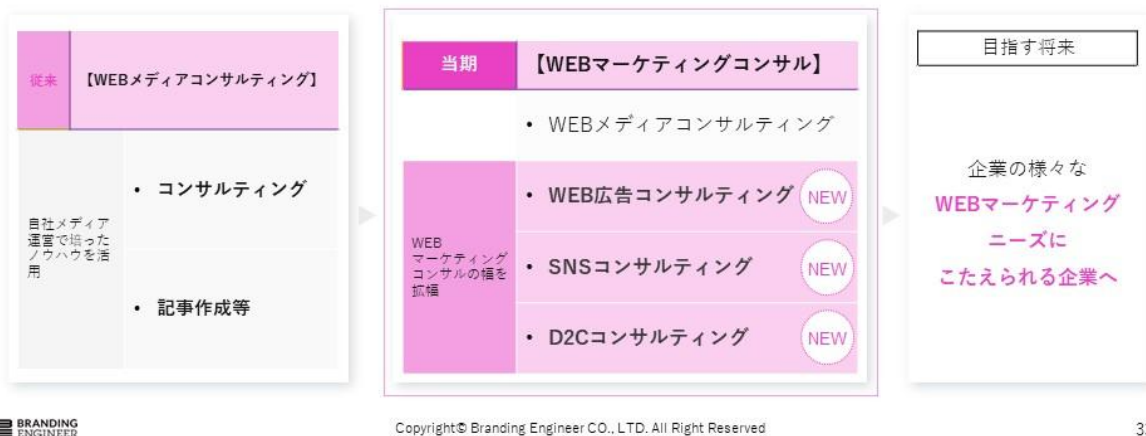 従来
【WEBメディアコンサルティング】
自社メディア
運営で培った
ノウハウを活
用
• コンサルティング
• 記事作成等
当期
【WEBマーケティングコンサル】
• WEBメディアコンサルティング
WEB
マーケティング
コンサルの幅を
拡幅
• WEB広告コンサルティング NEW
• SNSコンサルティング NEW
• D2Cコンサルティング NEW
目指す将来
企業の様々な
WEBマーケティング
ニーズに
こたえられる企業へ
BRANDING
ENGINEER
Copyright© Branding Engineer CO., LTD. All Right Reserved